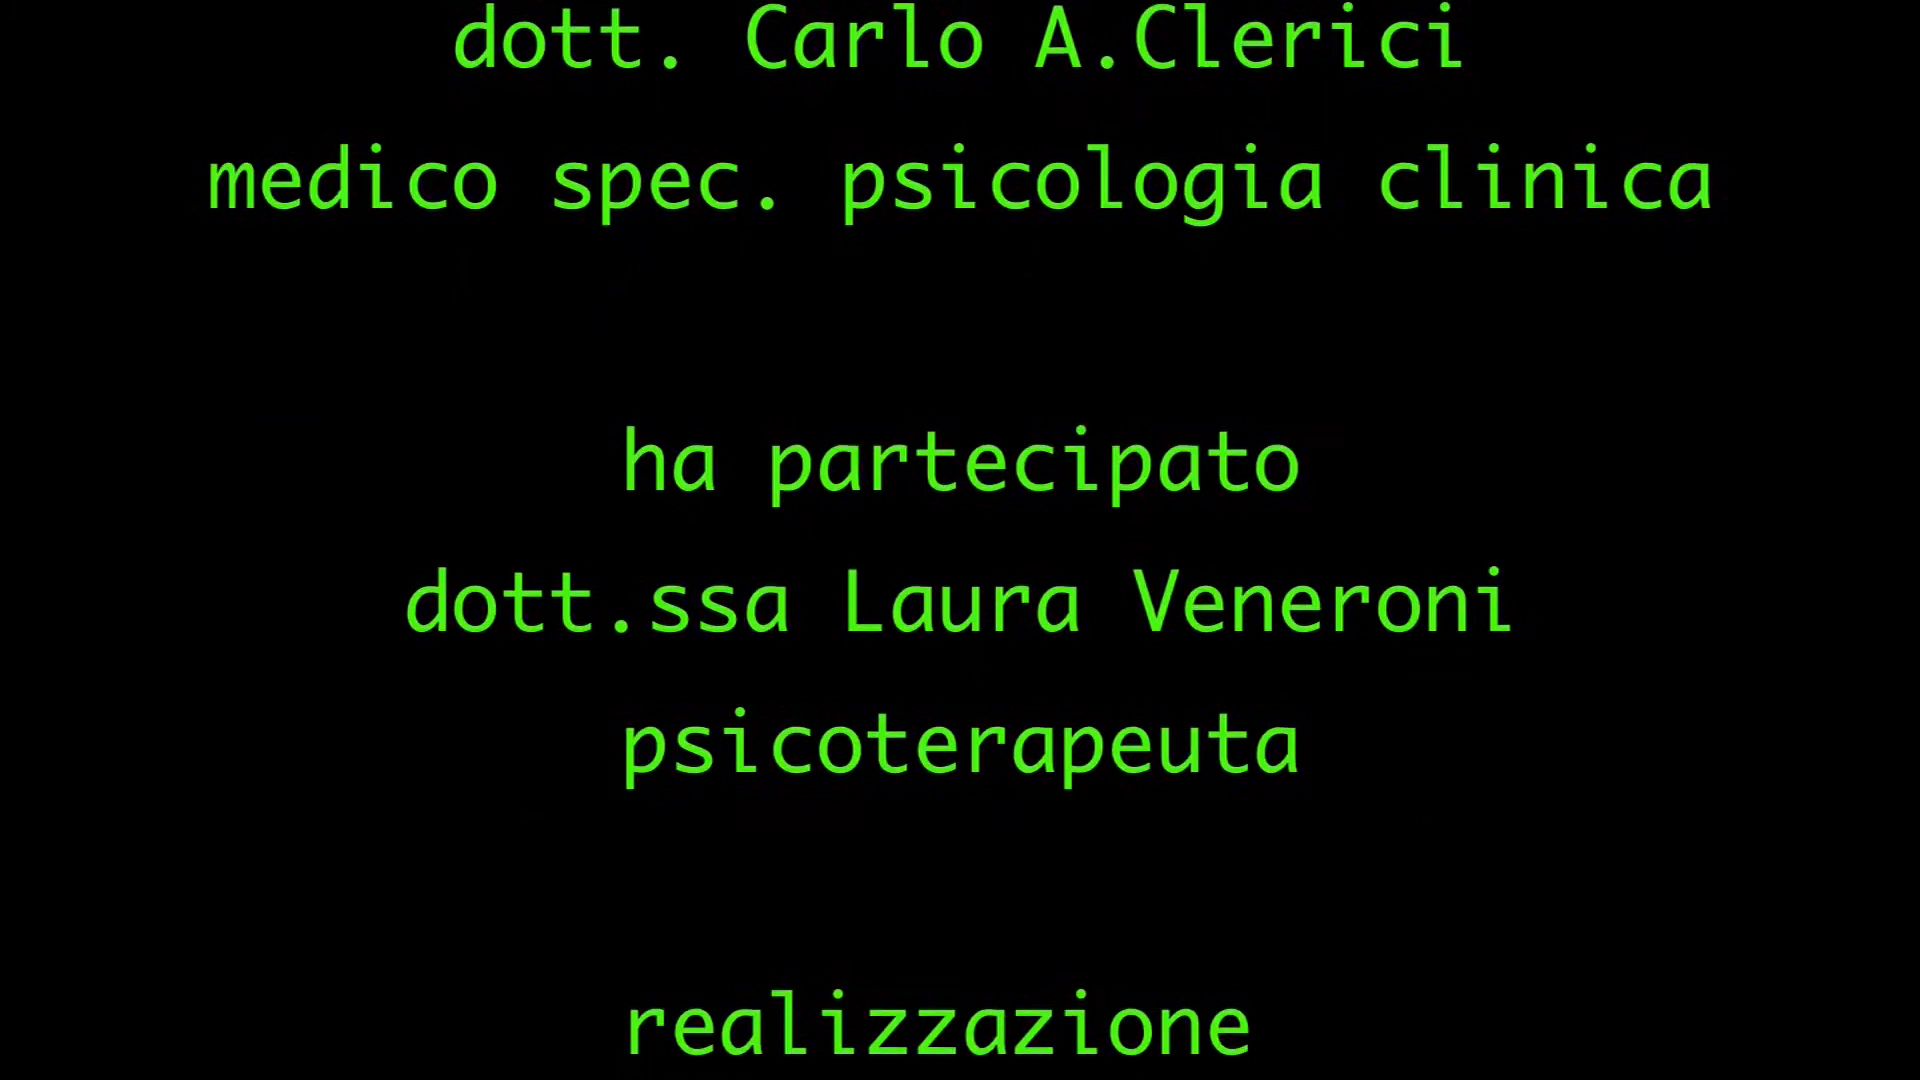 dott. Carlo A.Clerici
medico spec. psicologia clinica
ha partecipato
dott.ssa Laura Veneroni
psicoterapeuta
realizzazione